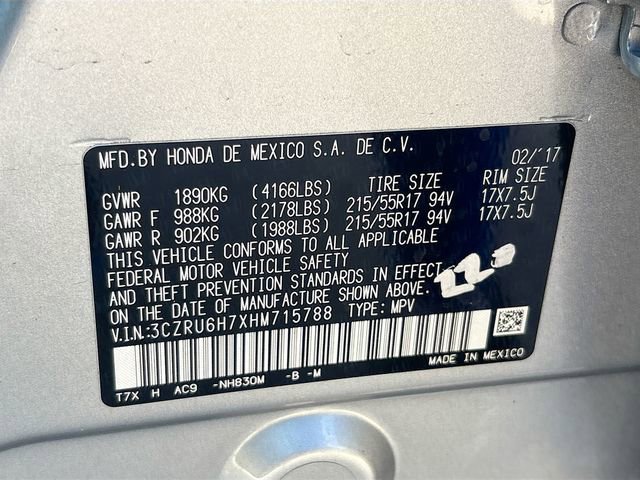 MFD.BY HONDA DE MEXICO S.A. DE C.V. 02/'17
GVWR 1890KG (4166LBS) TIRE SIZE RIM SIZE
GAWR F 988KG (2178LBS) 215/55R17 94V 17X7.5J
GAWR R 902KG (1988LBS) 215/55R17 94V 17X7.5J
THIS VEHICLE CONFORMS TO ALL APPLICABLE
FEDERAL MOTOR VEHICLE SAFETY
AND THEFT PREVENTION STANDARDS IN EFFECT
ON THE DATE OF MANUFACTURE SHOWN ABOVE.
V.I.N:3CZRU6H7XHM715788 TYPE: MPV
MADE IN MEXICO
T7X H AC9 -NH830M -B -M